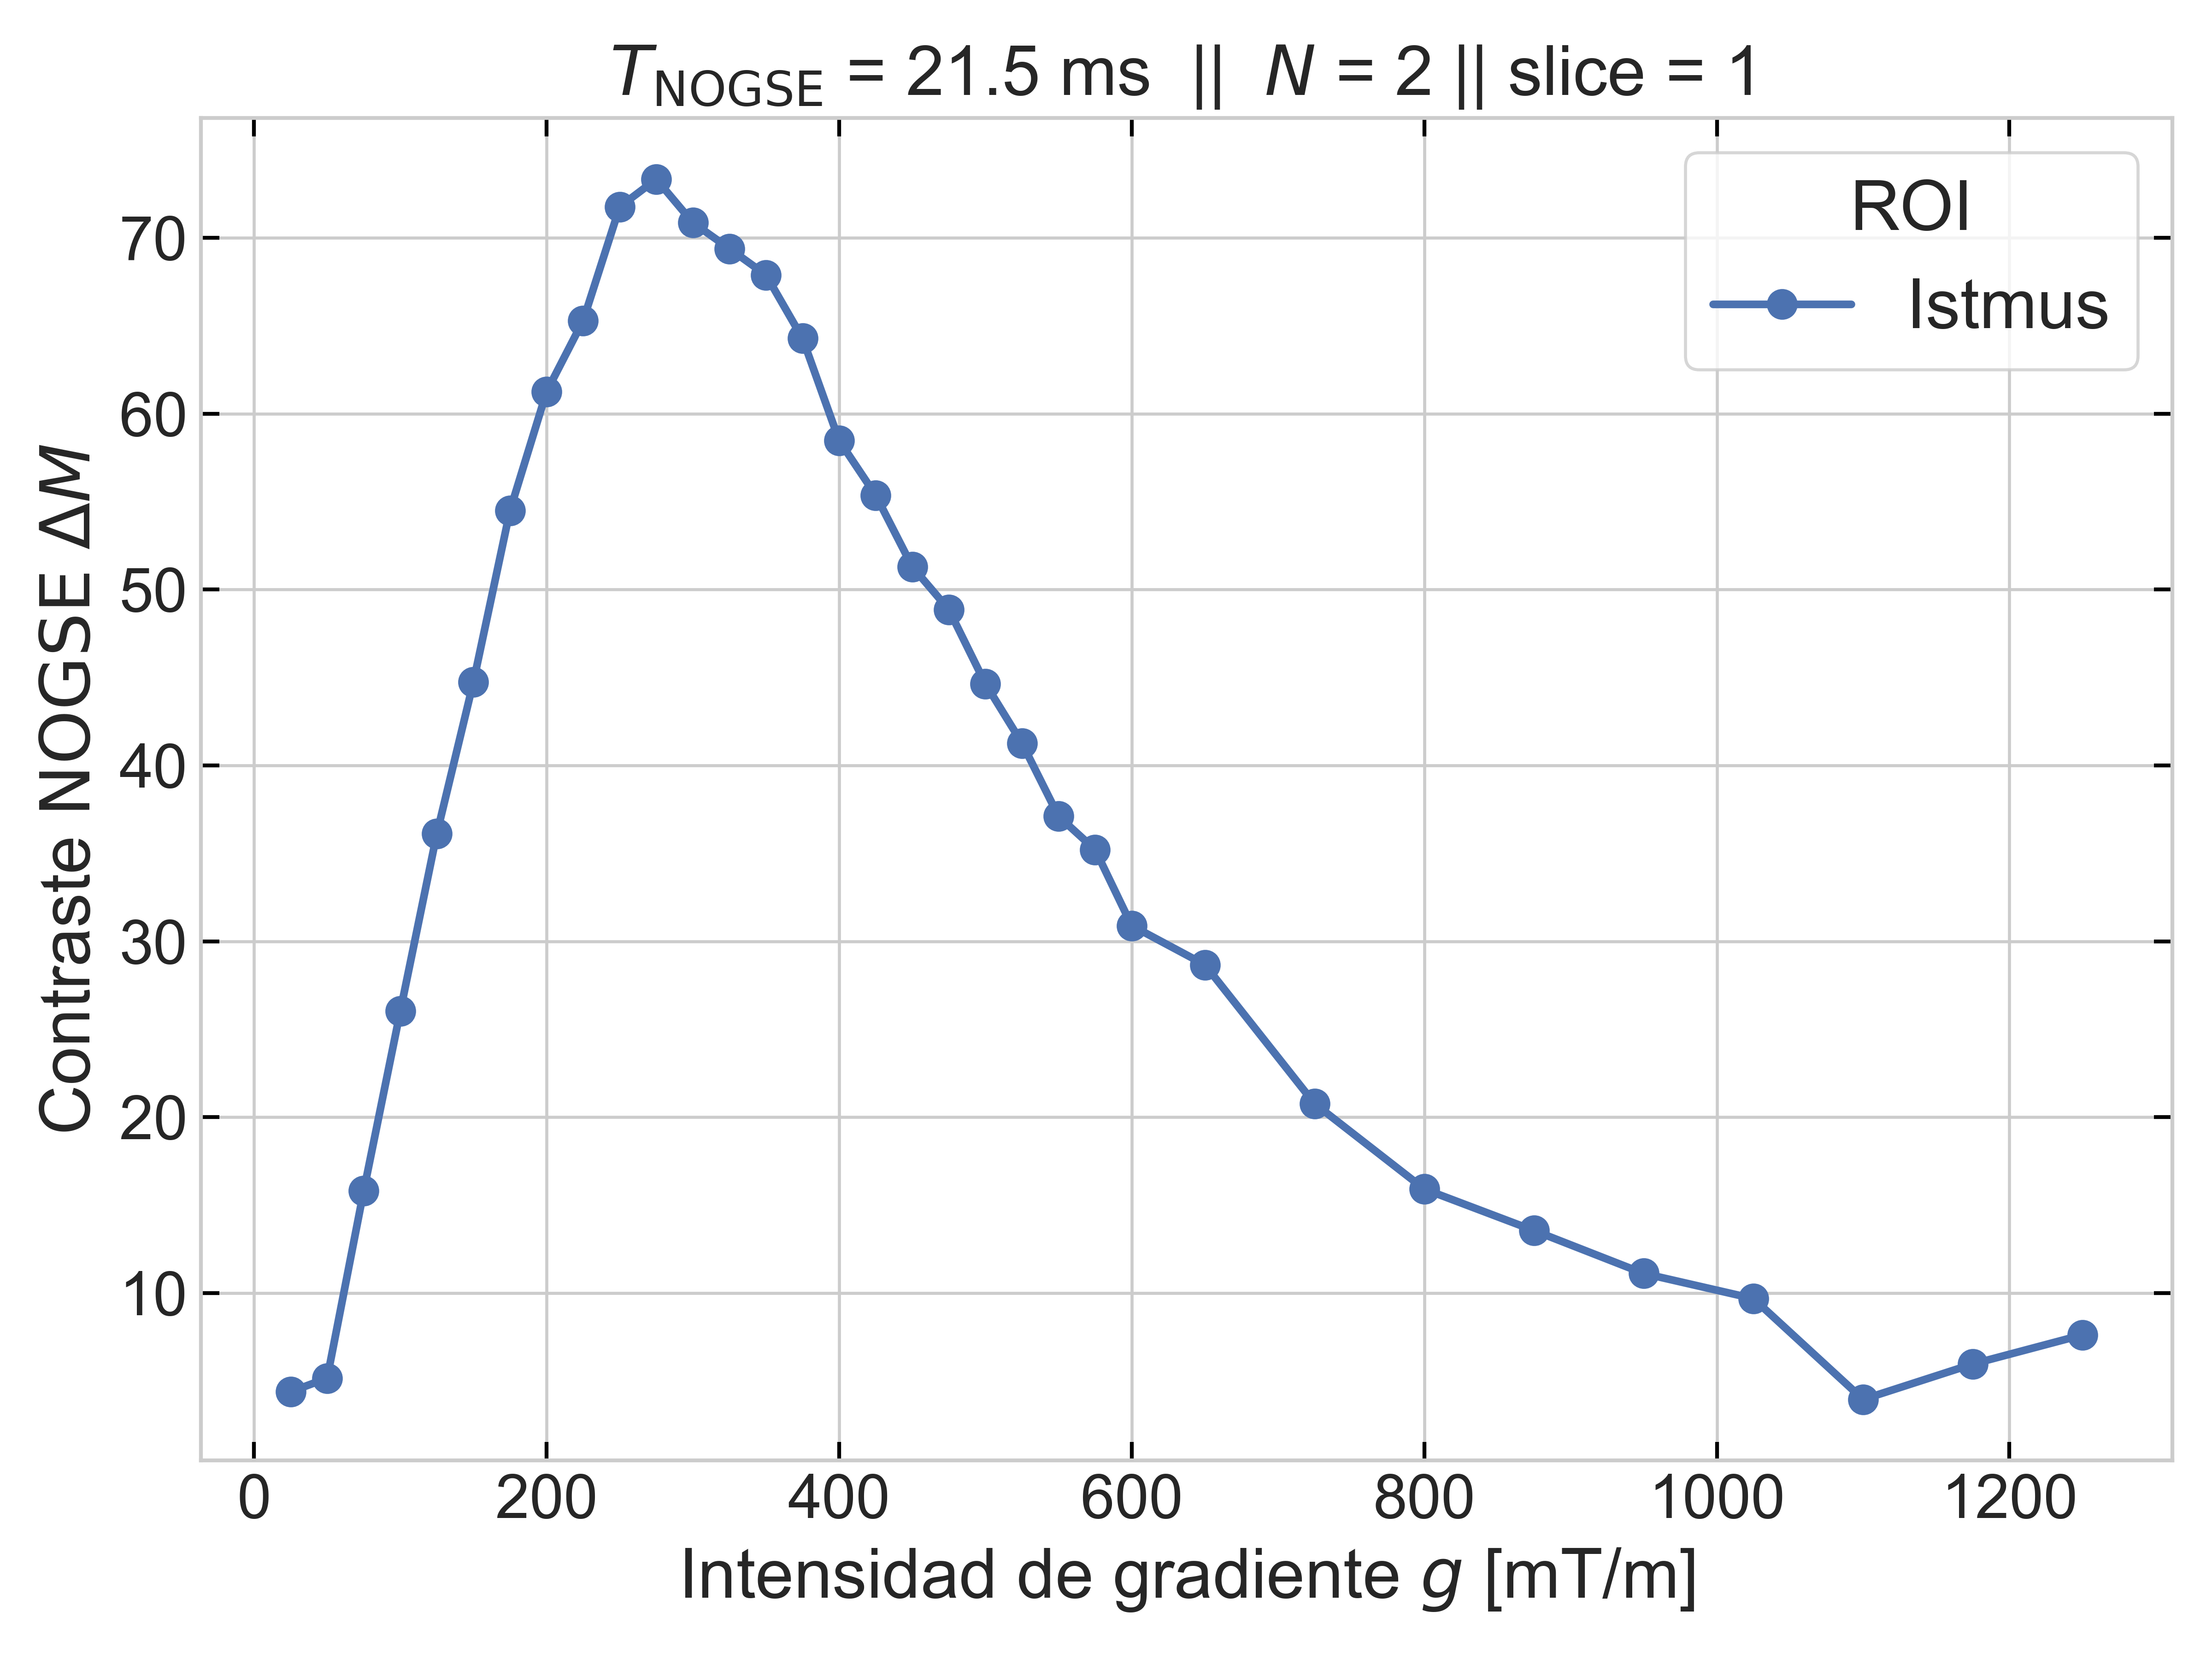 T_NOGSE = 21.5 ms || N = 2 || slice = 1
ROI
Istmus
Contraste NOGSE ΔM
70
60
50
40
30
20
10
0 200 400 600 800 1000 1200
Intensidad de gradiente g [mT/m]